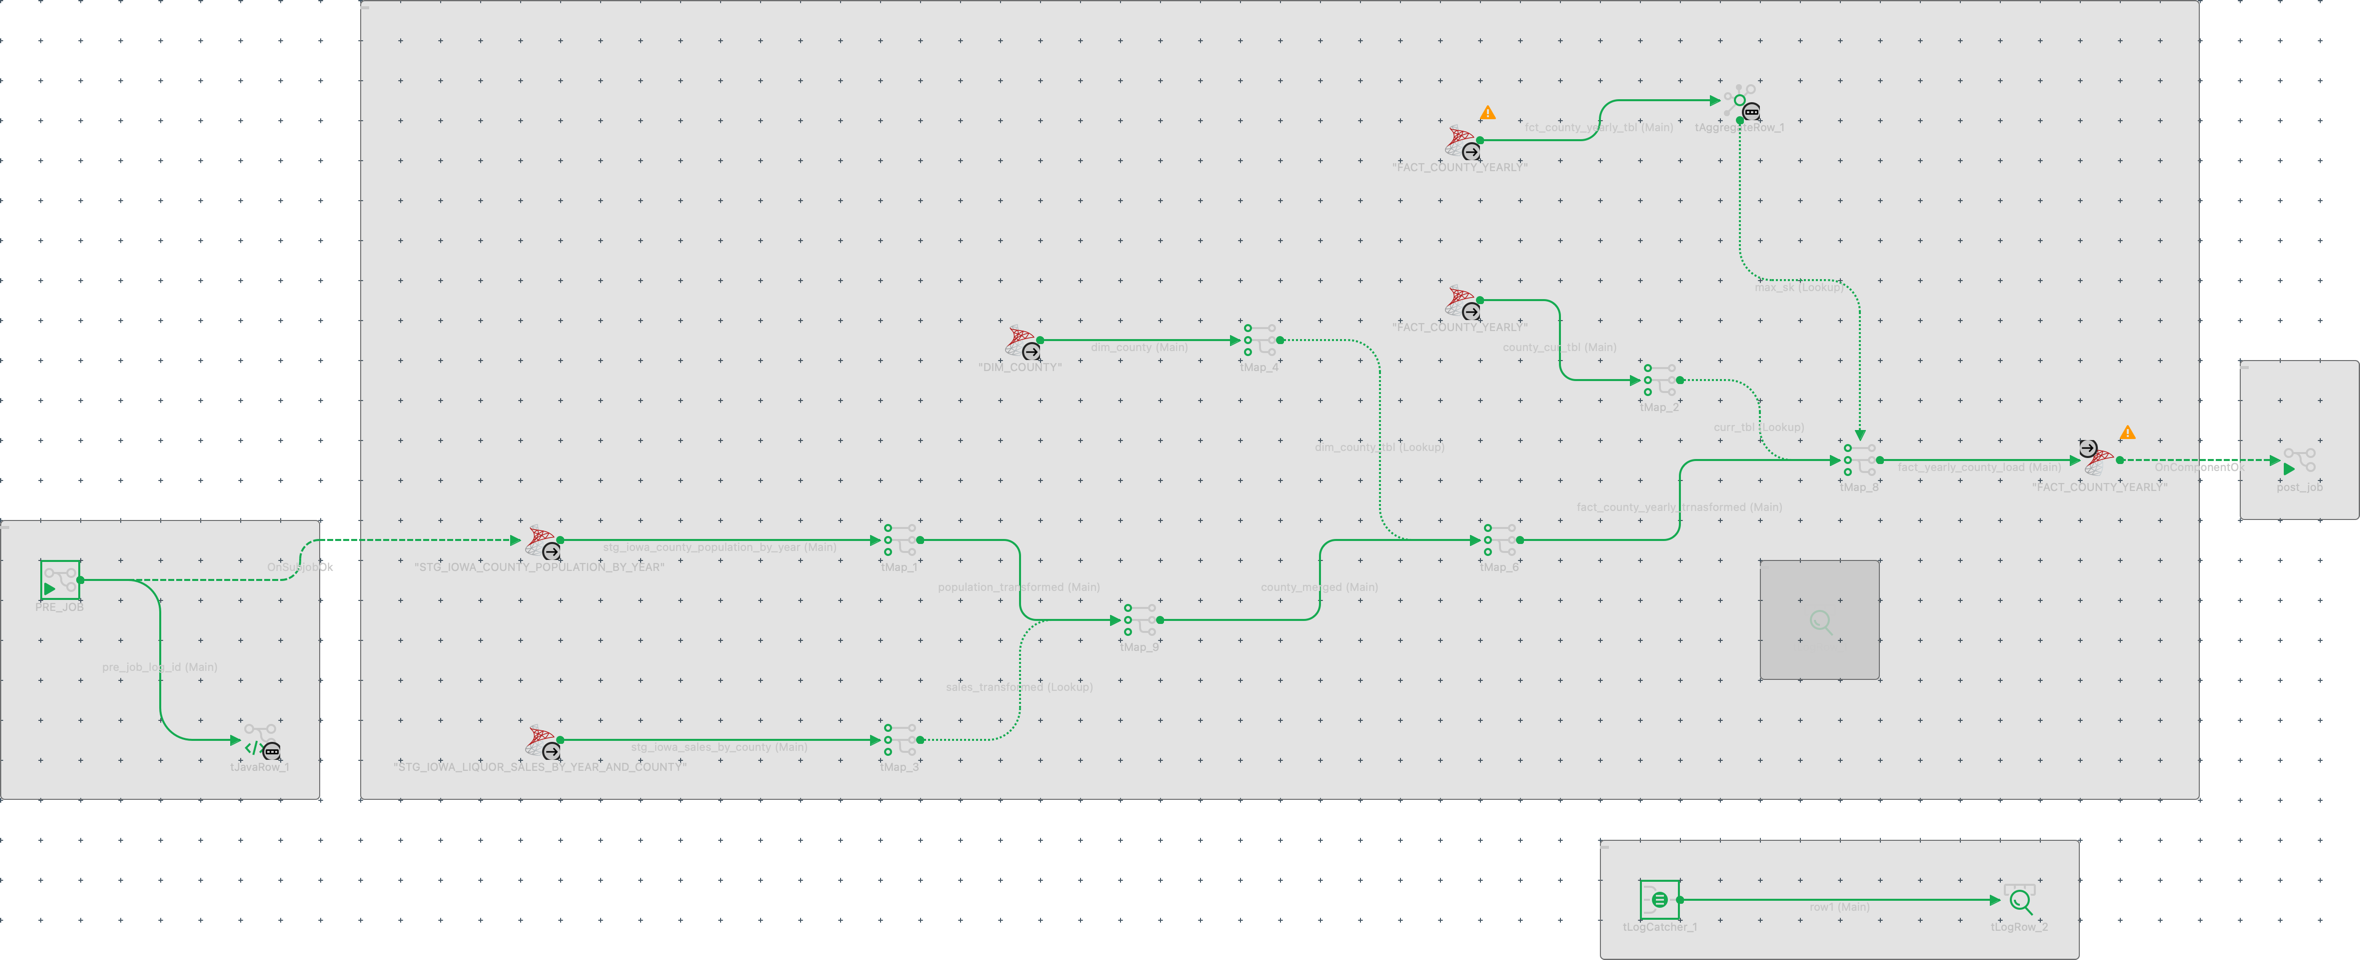 fct_county_yearly_tbl (Main)
tAggregateRow_1
"FACT_COUNTY_YEARLY"
max_sk (Lookup)
"FACT_COUNTY_YEARLY"
dim_county (Main)
county_curr_tbl (Main)
"DIM_COUNTY"
tMap_4
tMap_2
curr_tbl (Lookup)
dim_county_tbl (Lookup)
fact_yearly_county_load (Main)
OnComponentOk
tMap_8
"FACT_COUNTY_YEARLY"
post_job
fact_county_yearly_trnasformed (Main)
stg_iowa_county_population_by_year (Main)
OnSubjobOk
"STG_IOWA_COUNTY_POPULATION_BY_YEAR"
tMap_1
tMap_6
population_transformed (Main)
county_merged (Main)
PRE_JOB
tMap_9
pre_job_log_id (Main)
sales_transformed (Lookup)
stg_iowa_sales_by_county (Main)
tJavaRow_1
"STG_IOWA_LIQUOR_SALES_BY_YEAR_AND_COUNTY"
tMap_3
row1 (Main)
tLogCatcher_1
tLogRow_2